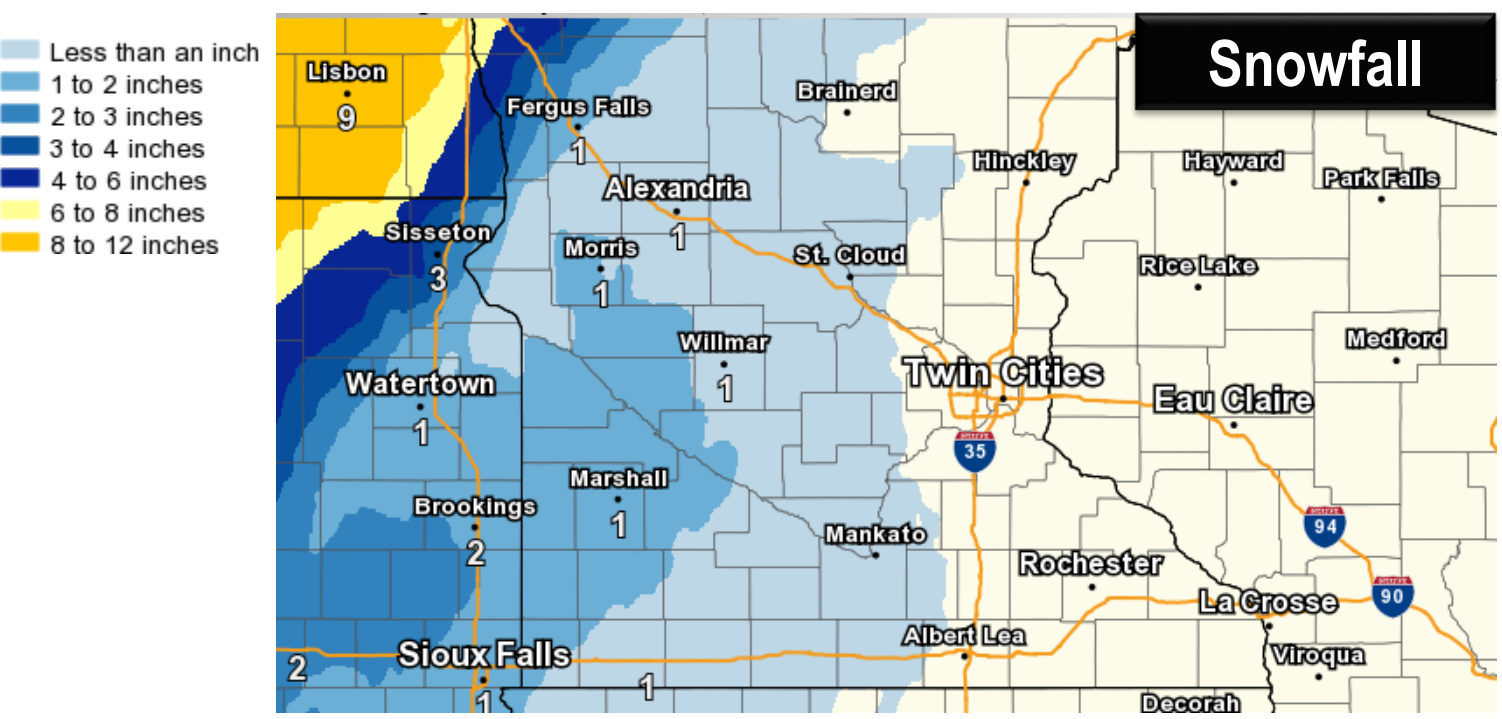 Snowfall
Less than an inch
1 to 2 inches
2 to 3 inches
3 to 4 inches
4 to 6 inches
6 to 8 inches
8 to 12 inches
Lisbon
9
Fergus Falls
1
Brainerd
Hinckley
Hayward
Park Falls
Alexandria
1
Sisseton
3
Morris
1
St. Cloud
Rice Lake
Willmar
1
Medford
Watertown
1
Twin Cities
Eau Claire
35
Marshall
1
Brookings
2
Mankato
94
Rochester
La Crosse
90
Albert Lea
2
Sioux Falls
1
1
Viroqua
Decorah